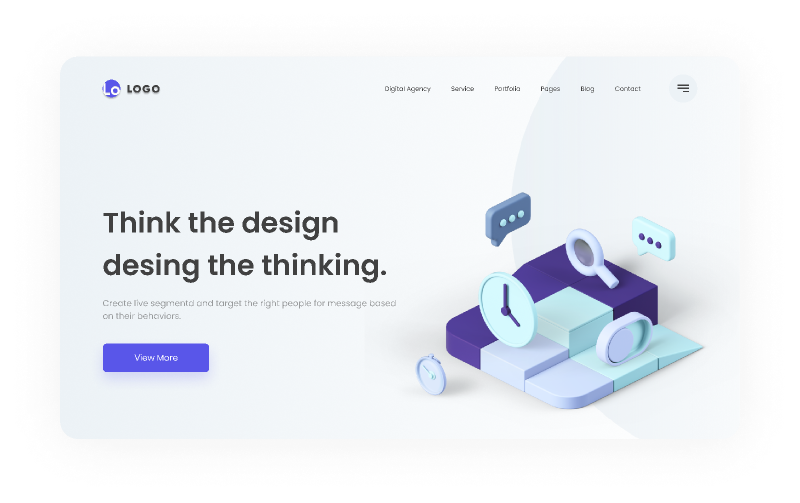 Lo LOGO
Digital Agency Service Portfolio Pages Blog Contact
Think the design
desing the thinking.
Create live segmentd and target the right people for message based
on their behaviors.
View More